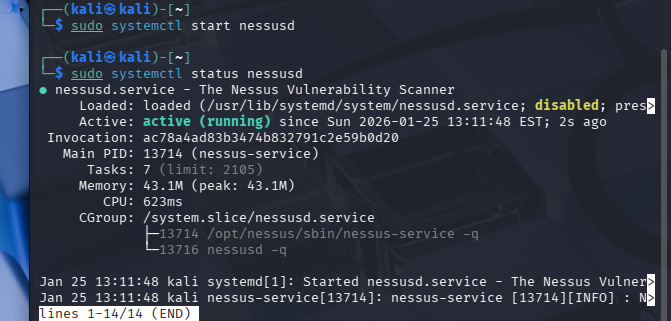 ┌──(kali㉿kali)-[~]
└─$ sudo systemctl start nessusd
┌──(kali㉿kali)-[~]
└─$ sudo systemctl status nessusd
● nessusd.service - The Nessus Vulnerability Scanner
Loaded: loaded (/usr/lib/systemd/system/nessusd.service; disabled; pres>
Active: active (running) since Sun 2026-01-25 13:11:48 EST; 2s ago
Invocation: ac78a4ad83b3474b832791c2e59b0d20
Main PID: 13714 (nessus-service)
Tasks: 7 (limit: 2105)
Memory: 43.1M (peak: 43.1M)
CPU: 623ms
CGroup: /system.slice/nessusd.service
├─13714 /opt/nessus/sbin/nessus-service -q
└─13716 nessusd -q
Jan 25 13:11:48 kali systemd[1]: Started nessusd.service - The Nessus Vulner>
Jan 25 13:11:48 kali nessus-service[13714]: nessus-service [13714][INFO] : N>
lines 1-14/14 (END)